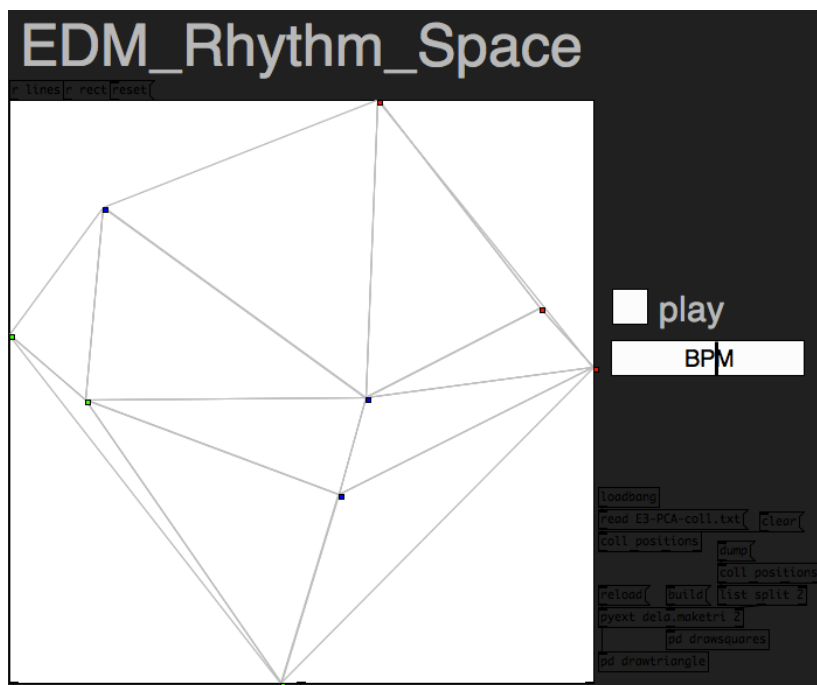 EDM_Rhythm_Space
r lines r rect reset
play
BPM
loadbang
read E3-PCA-coll.txt clear
coll positions
dump
coll positions
reload build list split 2
pyext dela.maketri 2
pd drawsquares
pd drawtriangle